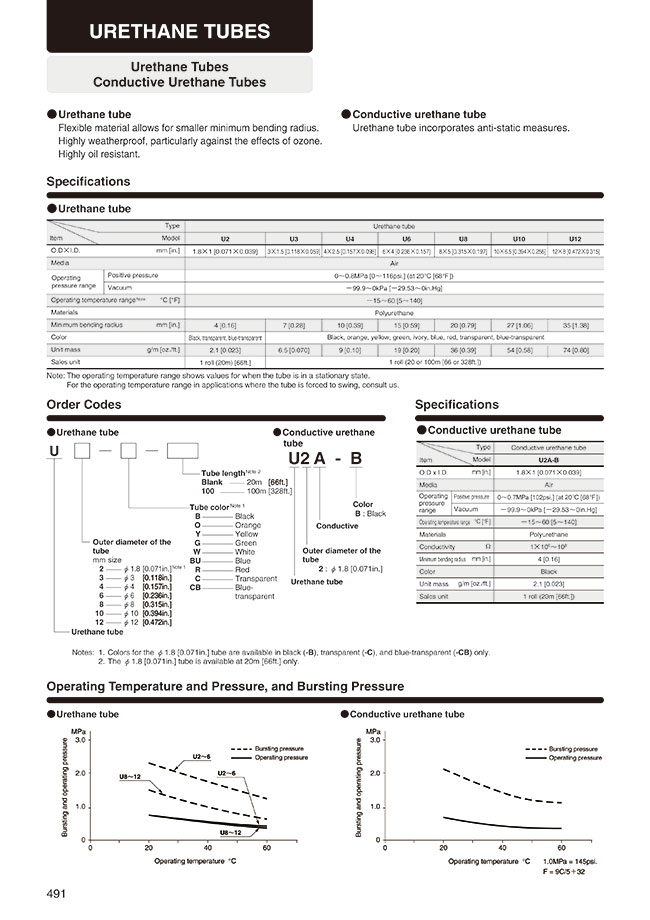 URETHANE TUBES
Urethane Tubes
Conductive Urethane Tubes
●Urethane tube
Flexible material allows for smaller minimum bending radius.
Highly weatherproof, particularly against the effects of ozone.
Highly oil resistant.
●Conductive urethane tube
Urethane tube incorporates anti-static measures.
Specifications
●Urethane tube
Type Urethane tube
Item Model U2 U3 U4 U6 U8 U10 U12
O.D×I.D. mm [in.] 1.8×1 [0.071×0.039] 3×1.5 [0.118×0.059] 4×2.5 [0.157×0.098] 6×4 [0.236×0.157] 8×5 [0.315×0.197] 10×6.5 [0.394×0.256] 12×8 [0.472×0.315]
Media Air
Operating pressure range Positive pressure 0~0.8MPa [0~116psi.] (at 20°C [68°F])
Vacuum －99.9~0kPa [－29.53~0in.Hg]
Operating temperature range Note °C [°F] －15~60 [5~140]
Materials Polyurethane
Minimum bending radius mm [in.] 4 [0.16] 7 [0.28] 10 [0.39] 15 [0.59] 20 [0.79] 27 [1.06] 35 [1.38]
Color Black, transparent, blue-transparent Black, orange, yellow, green, ivory, blue, red, transparent, blue-transparent
Unit mass g/m [oz./ft.] 2.1 [0.023] 6.5 [0.070] 9 [0.10] 19 [0.20] 36 [0.39] 54 [0.58] 74 [0.80]
Sales unit 1 roll (20m) [66ft.] 1 roll (20 or 100m [66 or 328ft.])
Note: The operating temperature range shows values for when the tube is in a stationary state.
For the operating temperature range in applications where the tube is forced to swing, consult us.
Order Codes
●Urethane tube
U □ － □ － □
Tube length Note 2
Blank 20m [66ft.]
100 100m [328ft.]
Tube color Note 1
B Black
O Orange
Y Yellow
G Green
W White
BU Blue
R Red
C Transparent
CB Blue-
transparent
Outer diameter of the
tube
mm size
2 φ 1.8 [0.071in.] Note 1
3 φ 3 [0.118in.]
4 φ 4 [0.157in.]
6 φ 6 [0.236in.]
8 φ 8 [0.315in.]
10 φ 10 [0.394in.]
12 φ 12 [0.472in.]
Urethane tube
●Conductive urethane
tube
U2 A - B
Color
B : Black
Conductive
Outer diameter of the
tube
2 : φ 1.8 [0.071in.]
Urethane tube
Specifications
●Conductive urethane tube
Type Conductive urethane tube
Item Model U2A-B
O.D x I.D. mm [in.] 1.8×1 [0.071×0.039]
Media Air
Operating pressure range Positive pressure 0~0.7MPa [102psi.] (at 20°C [68°F])
Vacuum －99.9~0kPa [－29.53~0in.Hg]
Operating temperature range °C [°F] －15~60 [5~140]
Materials Polyurethane
Conductivity Ω
Minimum bending radius mm [in.] 4 [0.16]
Color Black
Unit mass g/m [oz./ft.] 2.1 [0.023]
Sales unit 1 roll (20m [66ft.])
Notes: 1. Colors for the φ 1.8 [0.071in.] tube are available in black (-B), transparent (-C), and blue-transparent (-CB) only.
2. The φ 1.8 [0.071in.] tube is available at 20m [66ft.] only.
Operating Temperature and Pressure, and Bursting Pressure
●Urethane tube
MPa
3.0
2.0
1.0
0
0 20 40 60
Bursting and operating pressure
Operating temperature °C
Bursting pressure
Operating pressure
U2~6
U8~12
U2~6
U8~12
●Conductive urethane tube
MPa
3.0
2.0
1.0
0
0 20 40 60
Bursting and operating pressure
Operating temperature °C
Bursting pressure
Operating pressure
1.0MPa = 145psi.
F = 9C/5＋32
491